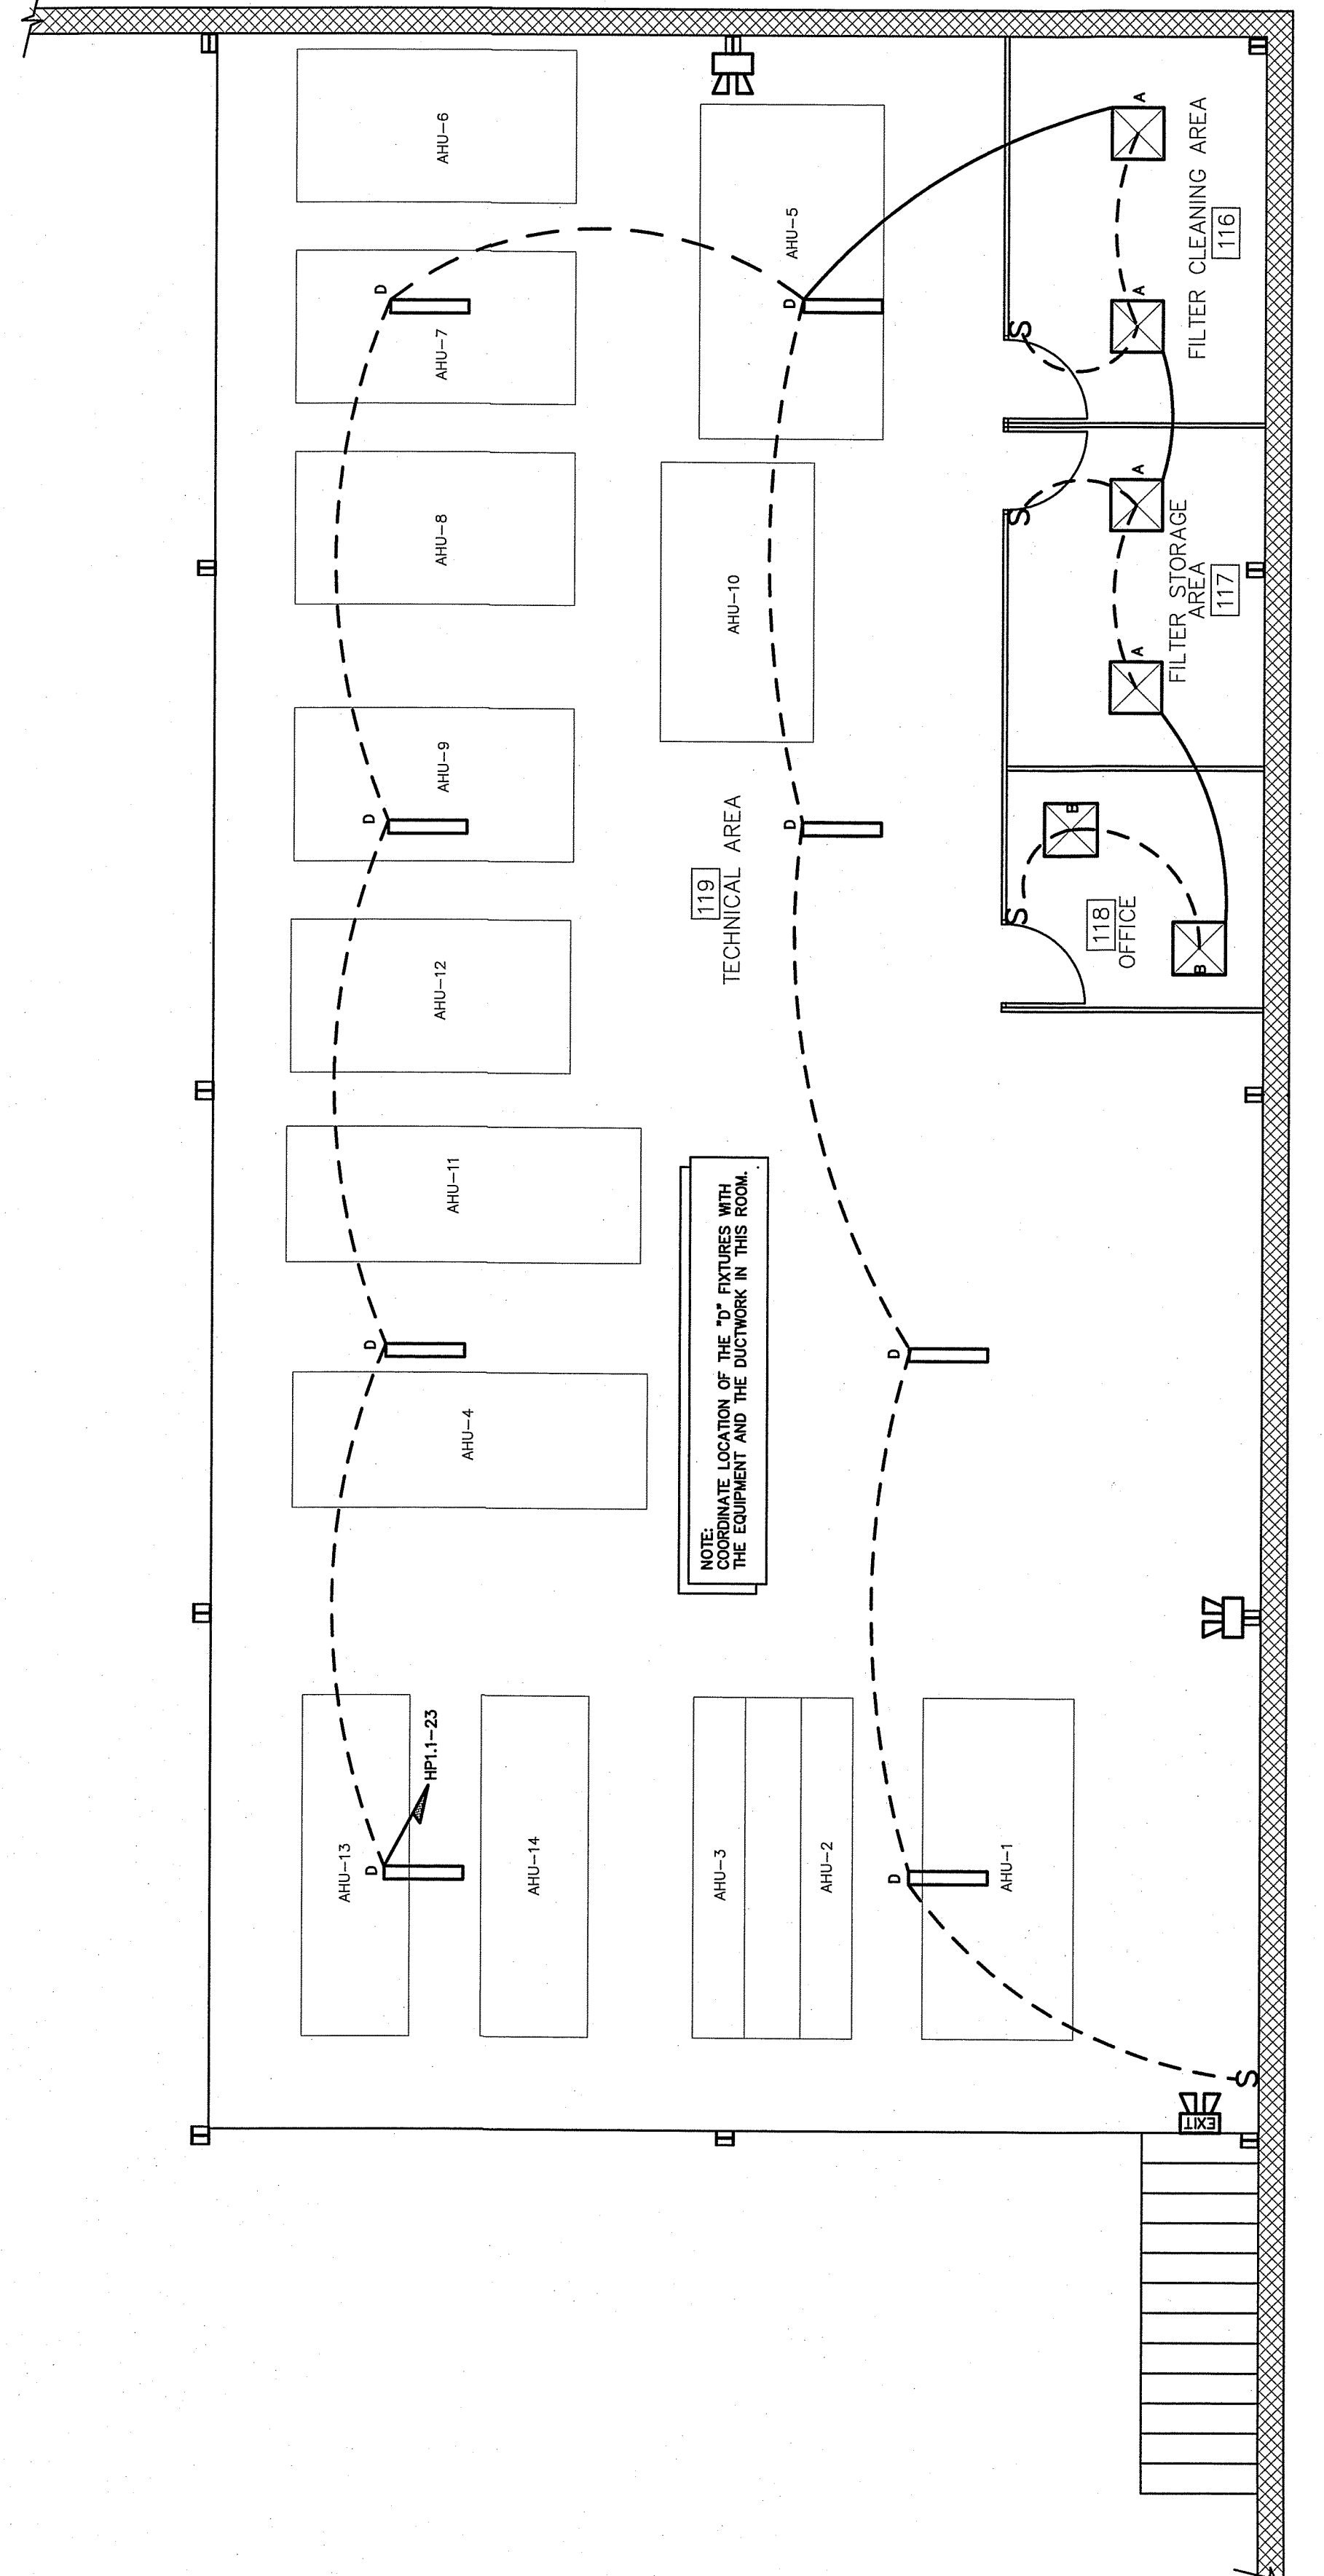 AHU-6
AHU-7
AHU-8
AHU-9
AHU-12
AHU-11
AHU-4
AHU-13
AHU-14
AHU-3
AHU-2
AHU-1
AHU-5
AHU-10
D
D
D
D
D
D
D
D
HP1.1-23
119
TECHNICAL AREA
NOTE:
COORDINATE LOCATION OF THE "D" FIXTURES WITH
THE EQUIPMENT AND THE DUCTWORK IN THIS ROOM.
A
A
FILTER CLEANING AREA
116
S
S
A
A
FILTER STORAGE
AREA
117
S
B
B
118
OFFICE
S
EXIT